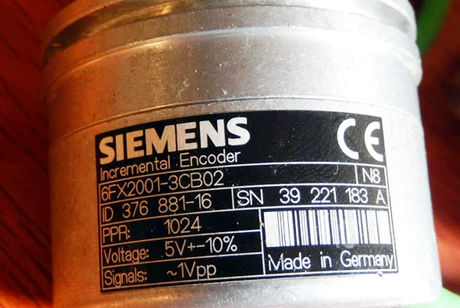 SIEMENS CE
Incremental Encoder
6FX2001-3CB02 N8
ID 376 881-16 SN 39 221 183 A
PPR: 1024
Voltage: 5V+-10%
Signals: ~1Vpp Made in Germany